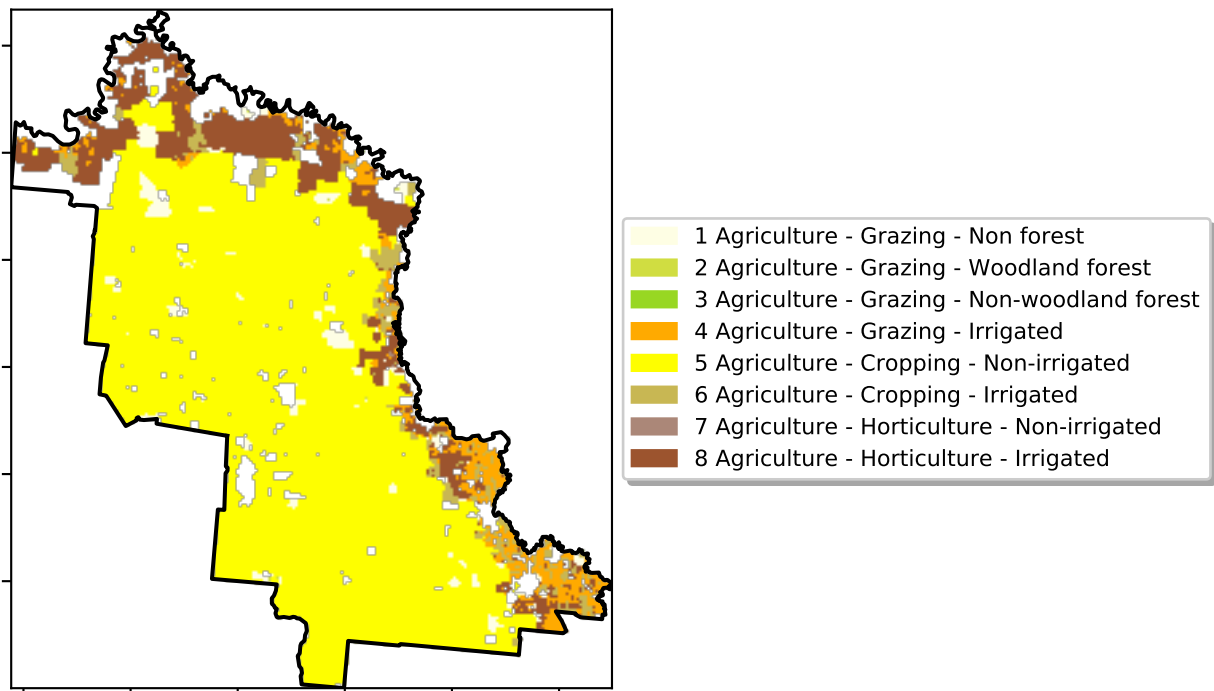 1 Agriculture - Grazing - Non forest
2 Agriculture - Grazing - Woodland forest
3 Agriculture - Grazing - Non-woodland forest
4 Agriculture - Grazing - Irrigated
5 Agriculture - Cropping - Non-irrigated
6 Agriculture - Cropping - Irrigated
7 Agriculture - Horticulture - Non-irrigated
8 Agriculture - Horticulture - Irrigated